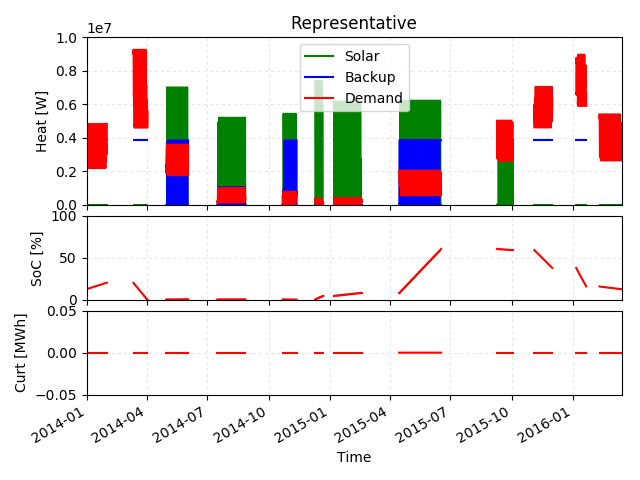 Representative
1e7
1.0
0.8
0.6
0.4
0.2
0.0
Heat [W]
Solar
Backup
Demand
100
50
0
SoC [%]
0.05
0.00
−0.05
Curt [MWh]
2014-01
2014-04
2014-07
2014-10
2015-01
2015-04
2015-07
2015-10
2016-01
Time